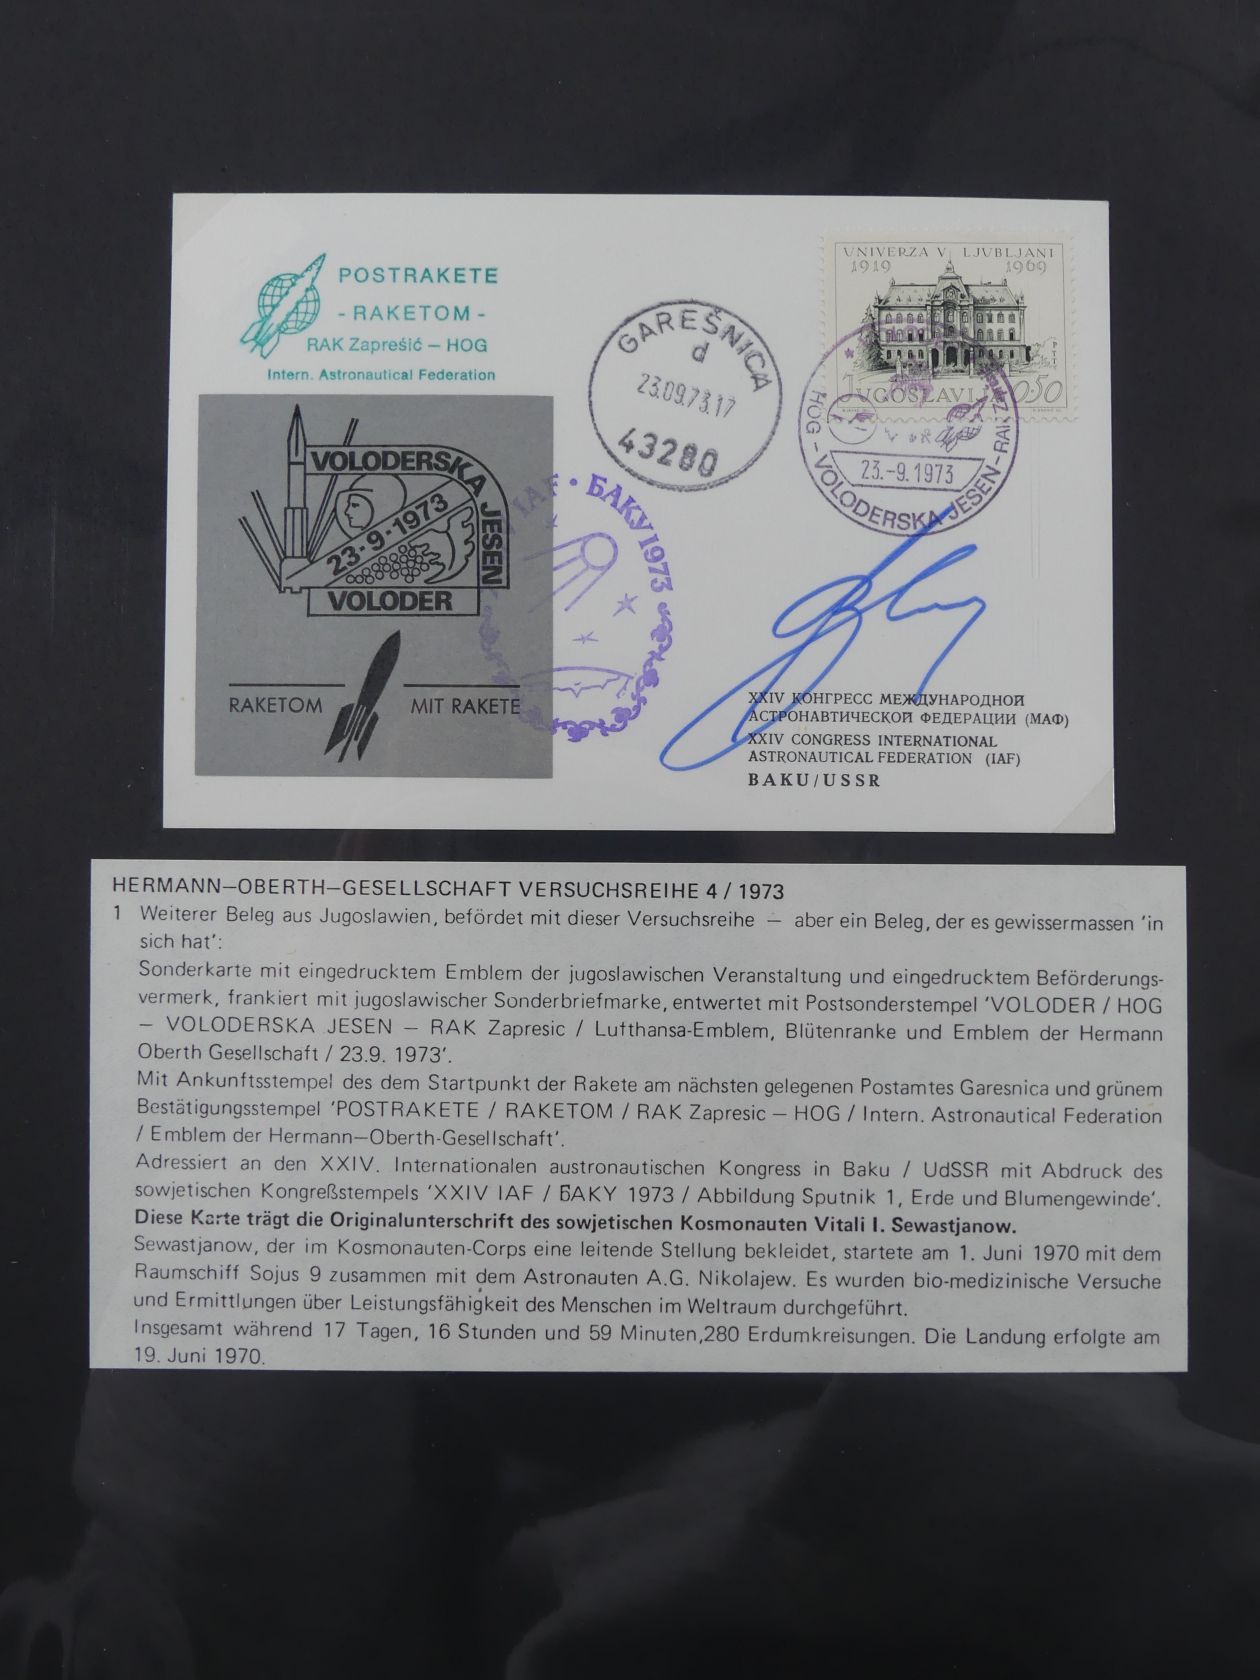 POSTRAKETE
- RAKETOM -
RAK Zaprešić – HOG
Intern. Astronautical Federation
VOLODERSKA JESEN
23-9-1973
VOLODER
RAKETOM
MIT RAKETE
IAF • БАКУ 1973
GAREŠNICA
d
23.09.73.17
43280
UNIVERZA V LJUBLJANI
1919 1969
PTT
JUGOSLAVIJA 0,50
HOG - VOLODERSKA JESEN - RAK
23.-9.1973
XXIV КОНГРЕСС МЕЖДУНАРОДНОЙ
АСТРОНАВТИЧЕСКОЙ ФЕДЕРАЦИИ (МАФ)
XXIV CONGRESS INTERNATIONAL
ASTRONAUTICAL FEDERATION (IAF)
BAKU/USSR
HERMANN–OBERTH–GESELLSCHAFT VERSUCHSREIHE 4 / 1973
1 Weiterer Beleg aus Jugoslawien, befördet mit dieser Versuchsreihe – aber ein Beleg, der es gewissermassen 'in
sich hat':
Sonderkarte mit eingedrucktem Emblem der jugoslawischen Veranstaltung und eingedrucktem Beförderungs-
vermerk, frankiert mit jugoslawischer Sonderbriefmarke, entwertet mit Postsonderstempel 'VOLODER / HOG
– VOLODERSKA JESEN – RAK Zapresic / Lufthansa-Emblem, Blütenranke und Emblem der Hermann
Oberth Gesellschaft / 23.9. 1973'.
Mit Ankunftsstempel des dem Startpunkt der Rakete am nächsten gelegenen Postamtes Garesnica und grünem
Bestätigungsstempel 'POSTRAKETE / RAKETOM / RAK Zapresic – HOG / Intern. Astronautical Federation
/ Emblem der Hermann–Oberth-Gesellschaft'.
Adressiert an den XXIV. Internationalen austronautischen Kongress in Baku / UdSSR mit Abdruck des
sowjetischen Kongreßstempels 'XXIV IAF / БAKY 1973 / Abbildung Sputnik 1, Erde und Blumengewinde'.
Diese Karte trägt die Originalunterschrift des sowjetischen Kosmonauten Vitali I. Sewastjanow.
Sewastjanow, der im Kosmonauten-Corps eine leitende Stellung bekleidet, startete am 1. Juni 1970 mit dem
Raumschiff Sojus 9 zusammen mit dem Astronauten A.G. Nikolajew. Es wurden bio-medizinische Versuche
und Ermittlungen über Leistungsfähigkeit des Menschen im Weltraum durchgeführt.
Insgesamt während 17 Tagen, 16 Stunden und 59 Minuten,280 Erdumkreisungen. Die Landung erfolgte am
19. Juni 1970.